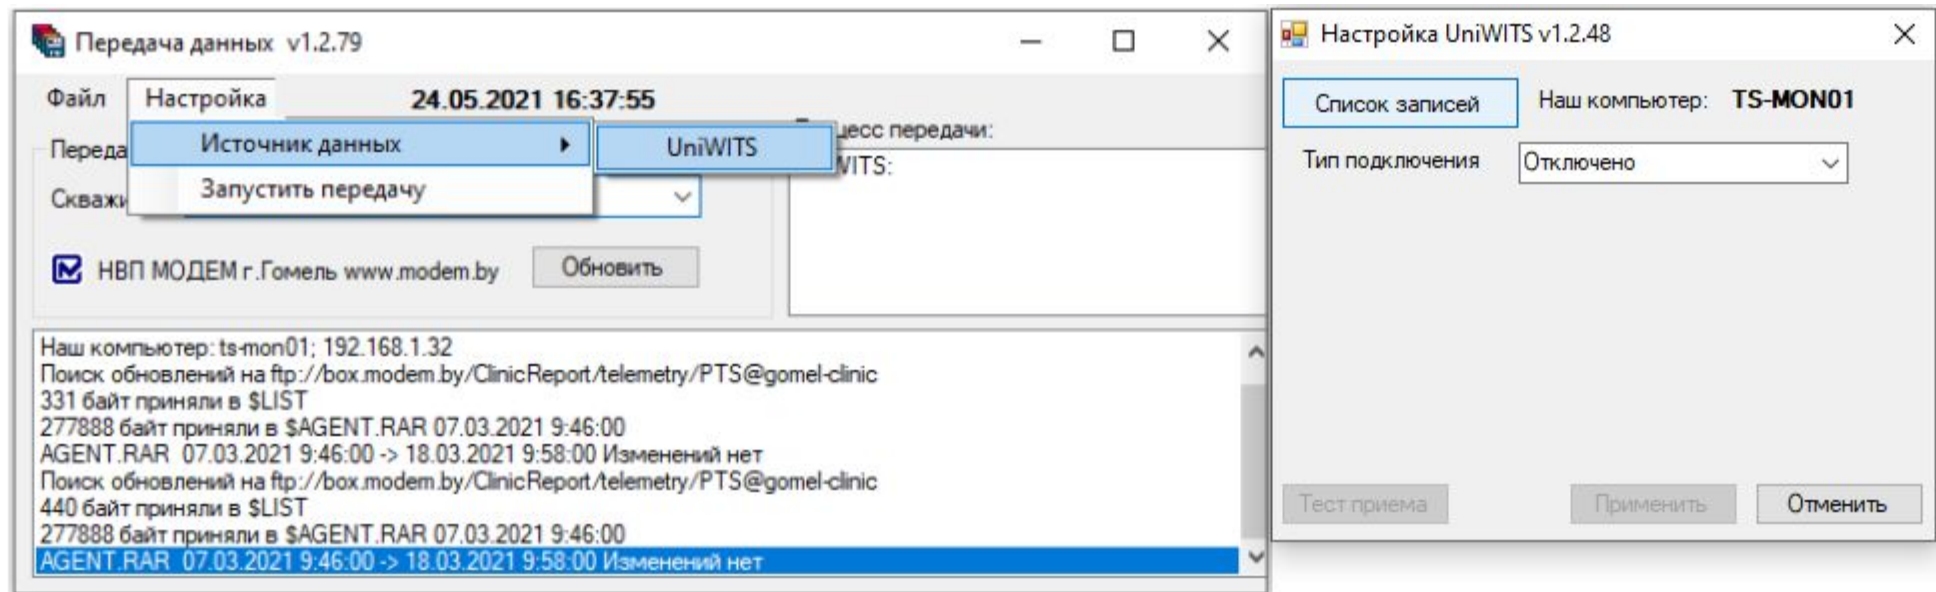 Передача данных v1.2.79
Файл Настройка 24.05.2021 16:37:55
Источник данных
UniWITS
Запустить передачу
передачи:
НВП МОДЕМ г.Гомель www.modem.by
Обновить
Наш компьютер: ts-mon01; 192.168.1.32
Поиск обновлений на ftp://box.modem.by/ClinicReport/telemetry/PTS@gomel-clinic
331 байт приняли в $LIST
277888 байт приняли в $AGENT.RAR 07.03.2021 9:46:00
AGENT.RAR 07.03.2021 9:46:00 -> 18.03.2021 9:58:00 Изменений нет
Поиск обновлений на ftp://box.modem.by/ClinicReport/telemetry/PTS@gomel-clinic
440 байт приняли в $LIST
277888 байт приняли в $AGENT.RAR 07.03.2021 9:46:00
AGENT.RAR 07.03.2021 9:46:00 -> 18.03.2021 9:58:00 Изменений нет
Настройка UniWITS v1.2.48
Список записей Наш компьютер: TS-MON01
Тип подключения Отключено
Тест приема Применить Отменить